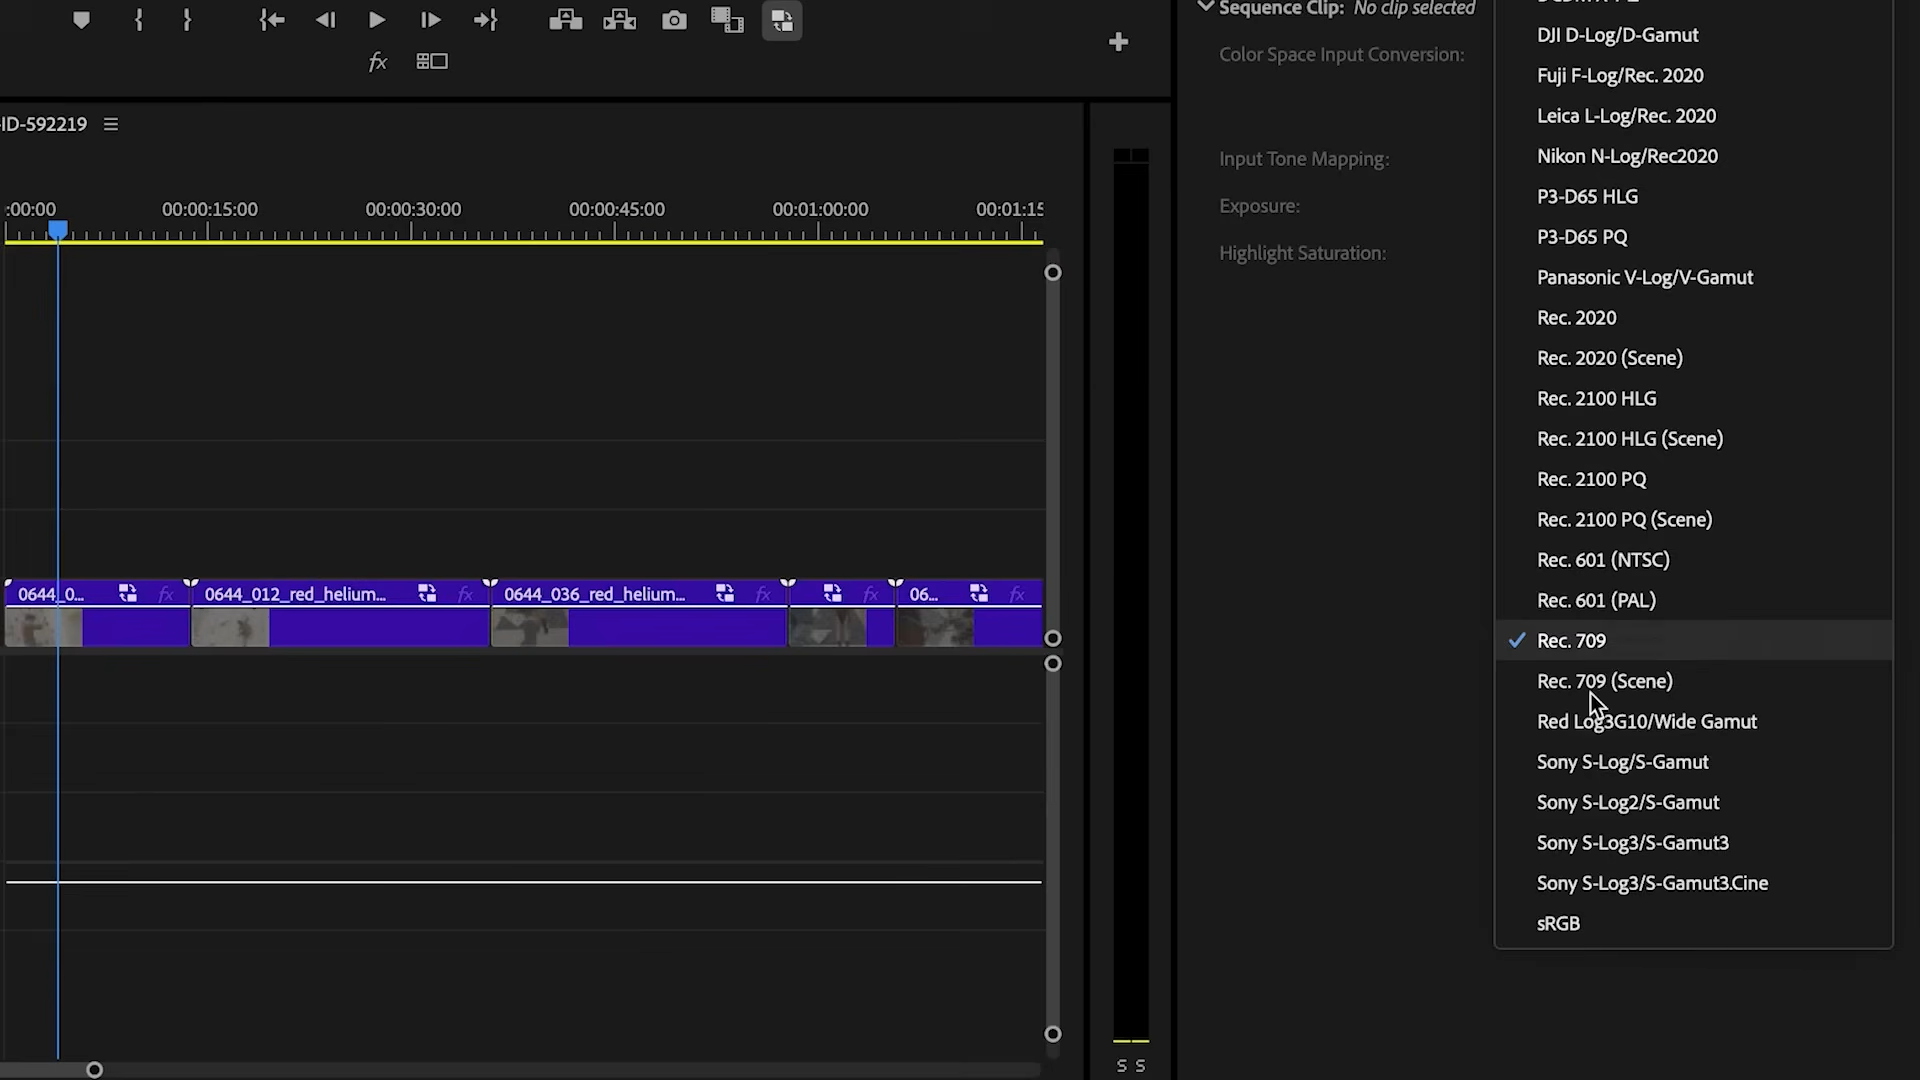 Sequence Clip: No clip selected
Color Space Input Conversion:
Input Tone Mapping:
Exposure:
Highlight Saturation:
fx
ID-592219
:00:00
00:00:15:00
00:00:30:00
00:00:45:00
00:01:00:00
00:01:15
0644_0...
fx
0644_012_red_helium...
fx
0644_036_red_helium...
fx
fx
06...
fx
S S
DJI D-Log/D-Gamut
Fuji F-Log/Rec. 2020
Leica L-Log/Rec. 2020
Nikon N-Log/Rec2020
P3-D65 HLG
P3-D65 PQ
Panasonic V-Log/V-Gamut
Rec. 2020
Rec. 2020 (Scene)
Rec. 2100 HLG
Rec. 2100 HLG (Scene)
Rec. 2100 PQ
Rec. 2100 PQ (Scene)
Rec. 601 (NTSC)
Rec. 601 (PAL)
Rec. 709
Rec. 709 (Scene)
Red Log3G10/Wide Gamut
Sony S-Log/S-Gamut
Sony S-Log2/S-Gamut
Sony S-Log3/S-Gamut3
Sony S-Log3/S-Gamut3.Cine
sRGB